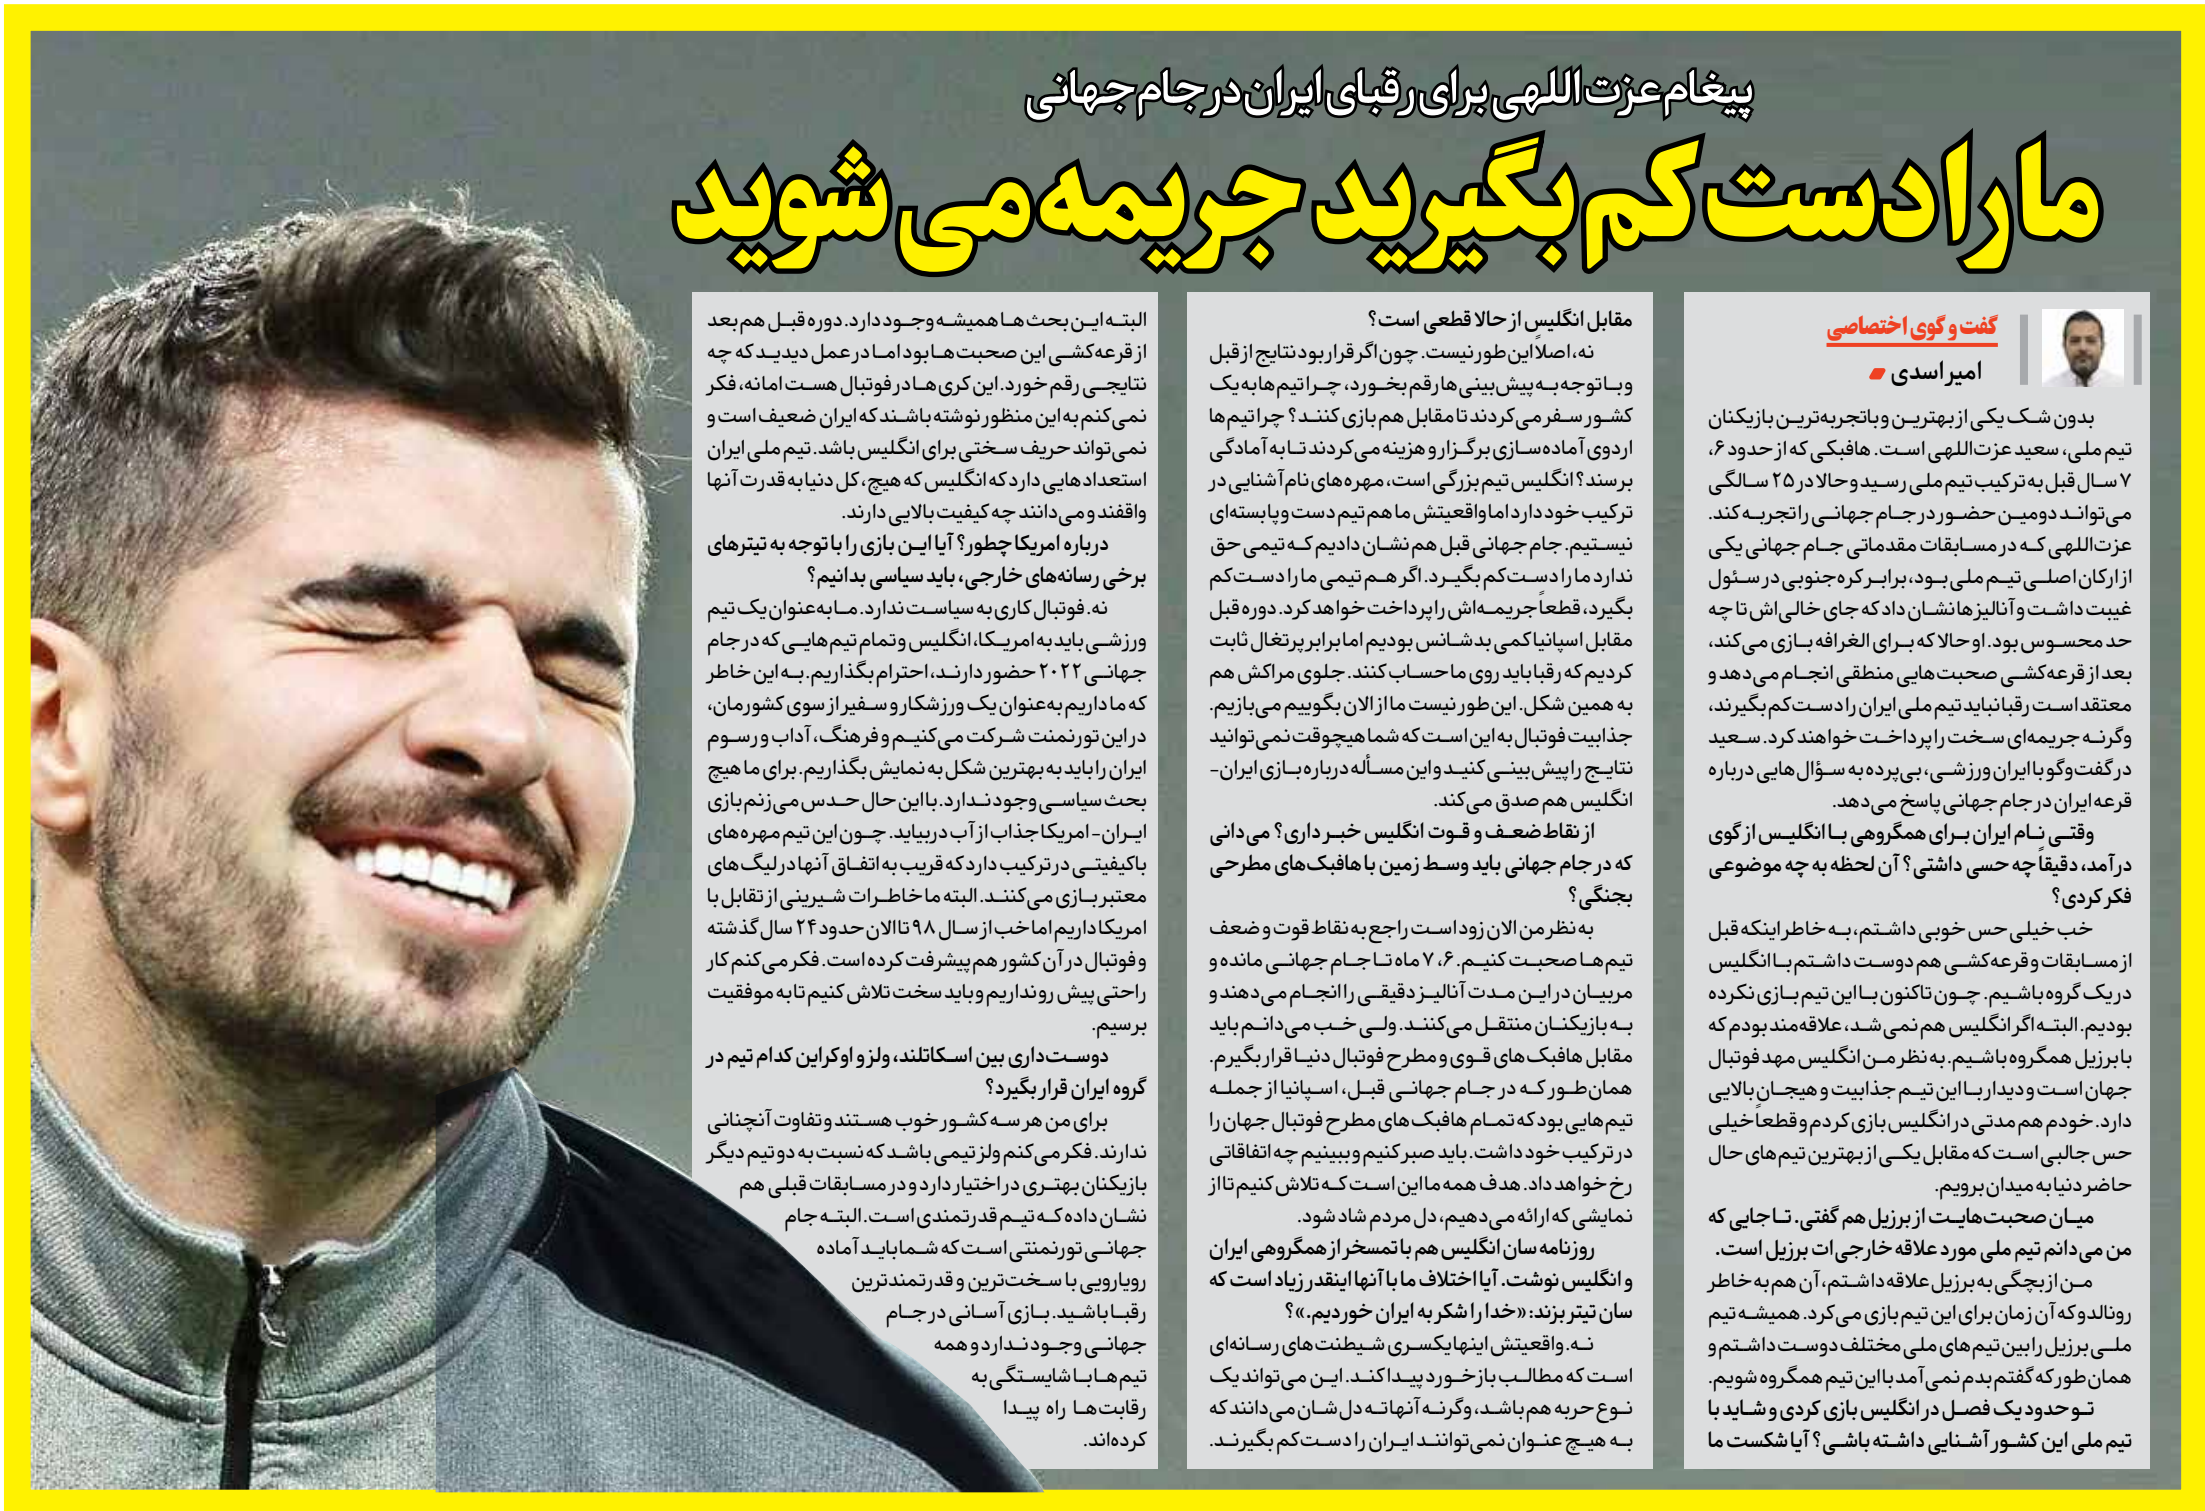 پیغام عزت‌اللهی برای رقبای ایران در جام جهانی
ما را دست کم بگیرید جریمه می‌شوید
گفت و گوی اختصاصی
امیر اسدی
بدون شک یکی از بهترین و باتجربه‌ترین بازیکنان
تیم ملی، سعید عزت‌اللهی است. هافبکی که از حدود ۶،
۷ سال قبل به ترکیب تیم ملی رسید و حالا در ۲۵ سالگی
می‌تواند دومین حضور در جام جهانی را تجربه کند.
عزت‌اللهی که در مسابقات مقدماتی جام جهانی یکی
از ارکان اصلی تیم ملی بود، برابر کره‌جنوبی در سئول
غیبت داشت و آنالیزها نشان داد که جای خالی‌اش تا چه
حد محسوس بود. او حالا که برای الغرافه بازی می‌کند،
بعد از قرعه‌کشی صحبت‌هایی منطقی انجام می‌دهد و
معتقد است رقبا نباید تیم ملی ایران را دست‌کم بگیرند،
وگرنه جریمه‌ای سخت را پرداخت خواهند کرد. سعید
در گفت‌وگو با ایران ورزشی، بی‌پرده به سؤال‌هایی درباره
قرعه ایران در جام جهانی پاسخ می‌دهد.
وقتی نام ایران برای همگروهی با انگلیس از گوی
درآمد، دقیقاً چه حسی داشتی؟ آن لحظه به چه موضوعی
فکر کردی؟
خب خیلی حس خوبی داشتم، به خاطر اینکه قبل
از مسابقات و قرعه‌کشی هم دوست داشتم با انگلیس
در یک گروه باشیم. چون تاکنون با این تیم بازی نکرده
بودیم. البته اگر انگلیس هم نمی‌شد، علاقه‌مند بودم که
با برزیل همگروه باشیم. به نظر من انگلیس مهد فوتبال
جهان است و دیدار با این تیم جذابیت و هیجان بالایی
دارد. خودم هم مدتی در انگلیس بازی کردم و قطعاً خیلی
حس جالبی است که مقابل یکی از بهترین تیم‌های حال
حاضر دنیا به میدان برویم.
میان صحبت‌هایت از برزیل هم گفتی. تا جایی که
من می‌دانم تیم ملی مورد علاقه خارجی‌ات برزیل است.
من از بچگی به برزیل علاقه داشتم، آن هم به خاطر
رونالدو که آن زمان برای این تیم بازی می‌کرد. همیشه تیم
ملی برزیل را بین تیم‌های ملی مختلف دوست داشتم و
همان‌طور که گفتم بدم نمی‌آمد با این تیم همگروه شویم.
تو حدود یک فصل در انگلیس بازی کردی و شاید با
تیم ملی این کشور آشنایی داشته باشی؟ آیا شکست ما
مقابل انگلیس از حالا قطعی است؟
نه، اصلاً این طور نیست. چون اگر قرار بود نتایج از قبل
و با توجه به پیش‌بینی‌ها رقم بخورد، چرا تیم‌ها به یک
کشور سفر می‌کردند تا مقابل هم بازی کنند؟ چرا تیم‌ها
اردوی آماده‌سازی برگزار و هزینه می‌کردند تا به آمادگی
برسند؟ انگلیس تیم بزرگی است، مهره‌های نام‌آشنایی در
ترکیب خود دارد اما واقعیتش ما هم تیم دست و پابسته‌ای
نیستیم. جام جهانی قبل هم نشان دادیم که تیمی حق
ندارد ما را دست‌کم بگیرد. اگر هم تیمی ما را دست‌کم
بگیرد، قطعاً جریمه‌اش را پرداخت خواهد کرد. دوره قبل
مقابل اسپانیا کمی بدشانس بودیم اما برابر پرتغال ثابت
کردیم که رقبا باید روی ما حساب کنند. جلوی مراکش هم
به همین شکل. این طور نیست ما از الان بگوییم می‌بازیم.
جذابیت فوتبال به این است که شما هیچوقت نمی‌توانید
نتایج را پیش‌بینی کنید و این مسأله درباره بازی ایران-
انگلیس هم صدق می‌کند.
از نقاط ضعف و قوت انگلیس خبر داری؟ می‌دانی
که در جام جهانی باید وسط زمین با هافبک‌های مطرحی
بجنگی؟
به نظر من الان زود است راجع به نقاط قوت و ضعف
تیم‌ها صحبت کنیم. ۶، ۷ ماه تا جام جهانی مانده و
مربیان در این مدت آنالیز دقیقی را انجام می‌دهند و
به بازیکنان منتقل می‌کنند. ولی خب می‌دانم باید
مقابل هافبک‌های قوی و مطرح فوتبال دنیا قرار بگیرم.
همان‌طور که در جام جهانی قبل، اسپانیا از جمله
تیم‌هایی بود که تمام هافبک‌های مطرح فوتبال جهان را
در ترکیب خود داشت. باید صبر کنیم و ببینیم چه اتفاقاتی
رخ خواهد داد. هدف همه ما این است که تلاش کنیم تا از
نمایشی که ارائه می‌دهیم، دل مردم شاد شود.
روزنامه سان انگلیس هم با تمسخر از همگروهی ایران
و انگلیس نوشت. آیا اختلاف ما با آنها اینقدر زیاد است که
سان تیتر بزند: «خدا را شکر به ایران خوردیم.»؟
نه. واقعیتش اینها یکسری شیطنت‌های رسانه‌ای
است که مطالب بازخورد پیدا کند. این می‌تواند یک
نوع حربه هم باشد، وگرنه آنها ته دل‌شان می‌دانند که
به هیچ عنوان نمی‌توانند ایران را دست‌کم بگیرند.
البته این بحث‌ها همیشه وجود دارد. دوره قبل هم بعد
از قرعه‌کشی این صحبت‌ها بود اما در عمل دیدید که چه
نتایجی رقم خورد. این کری‌ها در فوتبال هست اما نه، فکر
نمی‌کنم به این منظور نوشته باشند که ایران ضعیف است و
نمی‌تواند حریف سختی برای انگلیس باشد. تیم ملی ایران
استعدادهایی دارد که انگلیس که هیچ، کل دنیا به قدرت آنها
واقفند و می‌دانند چه کیفیت بالایی دارند.
درباره امریکا چطور؟ آیا این بازی را با توجه به تیترهای
برخی رسانه‌های خارجی، باید سیاسی بدانیم؟
نه. فوتبال کاری به سیاست ندارد. ما به عنوان یک تیم
ورزشی باید به امریکا، انگلیس و تمام تیم‌هایی که در جام
جهانی ۲۰۲۲ حضور دارند، احترام بگذاریم. به این خاطر
که ما داریم به‌عنوان یک ورزشکار و سفیر از سوی کشورمان،
در این تورنمنت شرکت می‌کنیم و فرهنگ، آداب و رسوم
ایران را باید به بهترین شکل به نمایش بگذاریم. برای ما هیچ
بحث سیاسی وجود ندارد. با این حال حدس می‌زنم بازی
ایران- امریکا جذاب از آب دربیاید. چون این تیم مهره‌های
باکیفیتی در ترکیب دارد که قریب به اتفاق آنها در لیگ‌های
معتبر بازی می‌کنند. البته ما خاطرات شیرینی از تقابل با
امریکا داریم اما خب از سال ۹۸ تا الان حدود ۲۴ سال گذشته
و فوتبال در آن کشور هم پیشرفت کرده است. فکر می‌کنم کار
راحتی پیش رو نداریم و باید سخت تلاش کنیم تا به موفقیت
برسیم.
دوست‌داری بین اسکاتلند، ولز و اوکراین کدام تیم در
گروه ایران قرار بگیرد؟
برای من هر سه کشور خوب هستند و تفاوت آنچنانی
ندارند. فکر می‌کنم ولز تیمی باشد که نسبت به دو تیم دیگر
بازیکنان بهتری در اختیار دارد و در مسابقات قبلی هم
نشان داده که تیم قدرتمندی است. البته جام
جهانی تورنمنتی است که شما باید آماده
رویارویی با سخت‌ترین و قدرتمندترین
رقبا باشید. بازی آسانی در جام
جهانی وجود ندارد و همه
تیم‌ها با شایستگی به
رقابت‌ها راه پیدا
کرده‌اند.